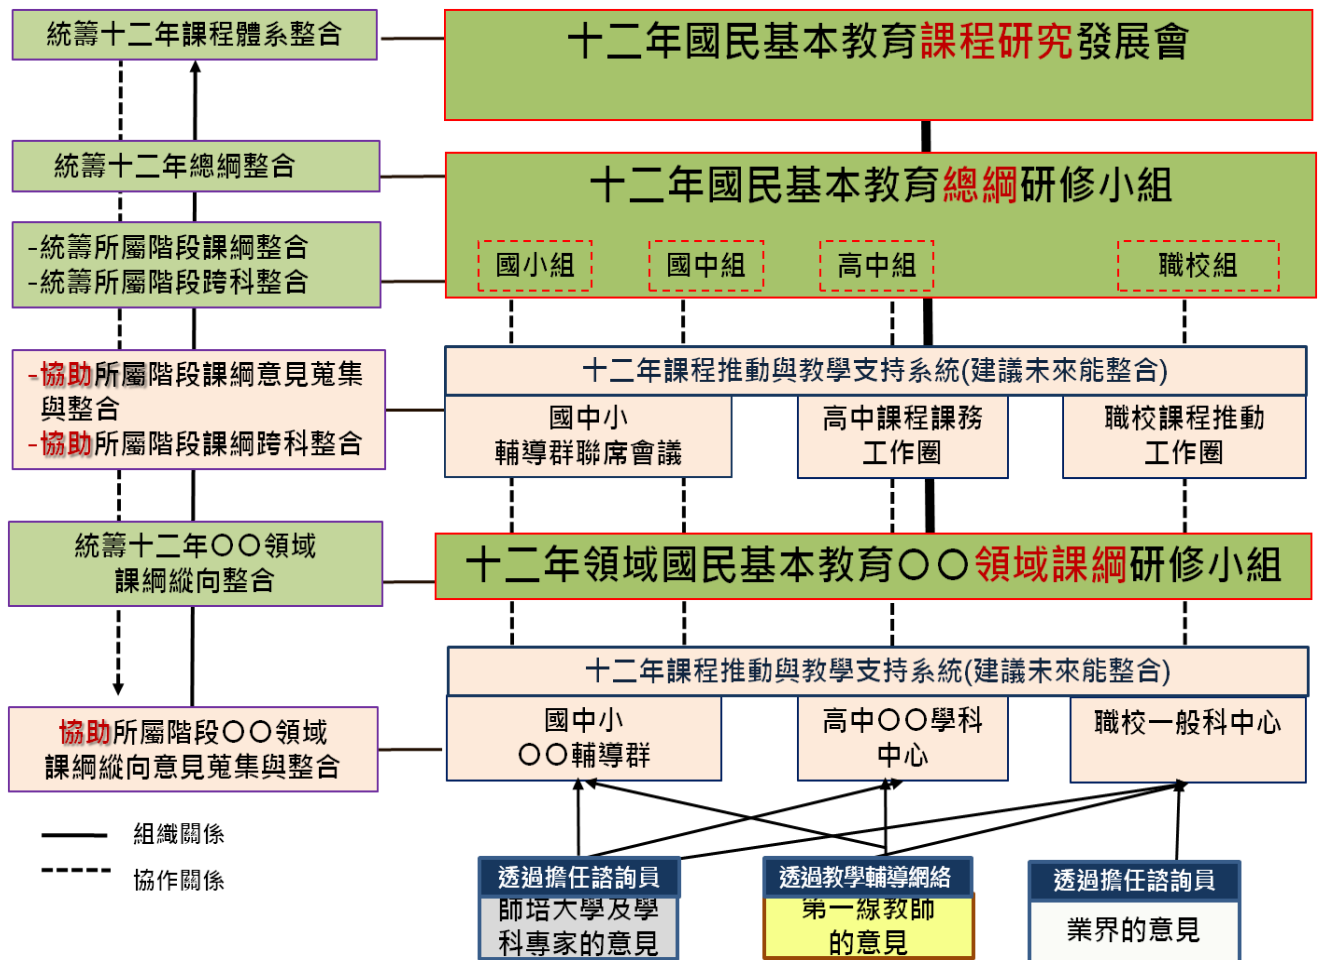 統籌十二年課程體系整合
十二年國民基本教育課程研究發展會
統籌十二年總綱整合
十二年國民基本教育總綱研修小組
-統籌所屬階段課綱整合
-統籌所屬階段跨科整合
國小組
國中組
高中組
職校組
-協助所屬階段課綱意見蒐集
與整合
-協助所屬階段課綱跨科整合
十二年課程推動與教學支持系統(建議未來能整合)
國中小
輔導群聯席會議
高中課程課務
工作圈
職校課程推動
工作圈
統籌十二年〇〇領域
課綱縱向整合
十二年領域國民基本教育〇〇領域課綱研修小組
十二年課程推動與教學支持系統(建議未來能整合)
協助所屬階段〇〇領域
課綱縱向意見蒐集與整合
國中小
〇〇輔導群
高中〇〇學科
中心
職校一般科中心
組織關係
協作關係
透過擔任諮詢員
師培大學及學
科專家的意見
透過教學輔導網絡
第一線教師
的意見
透過擔任諮詢員
業界的意見